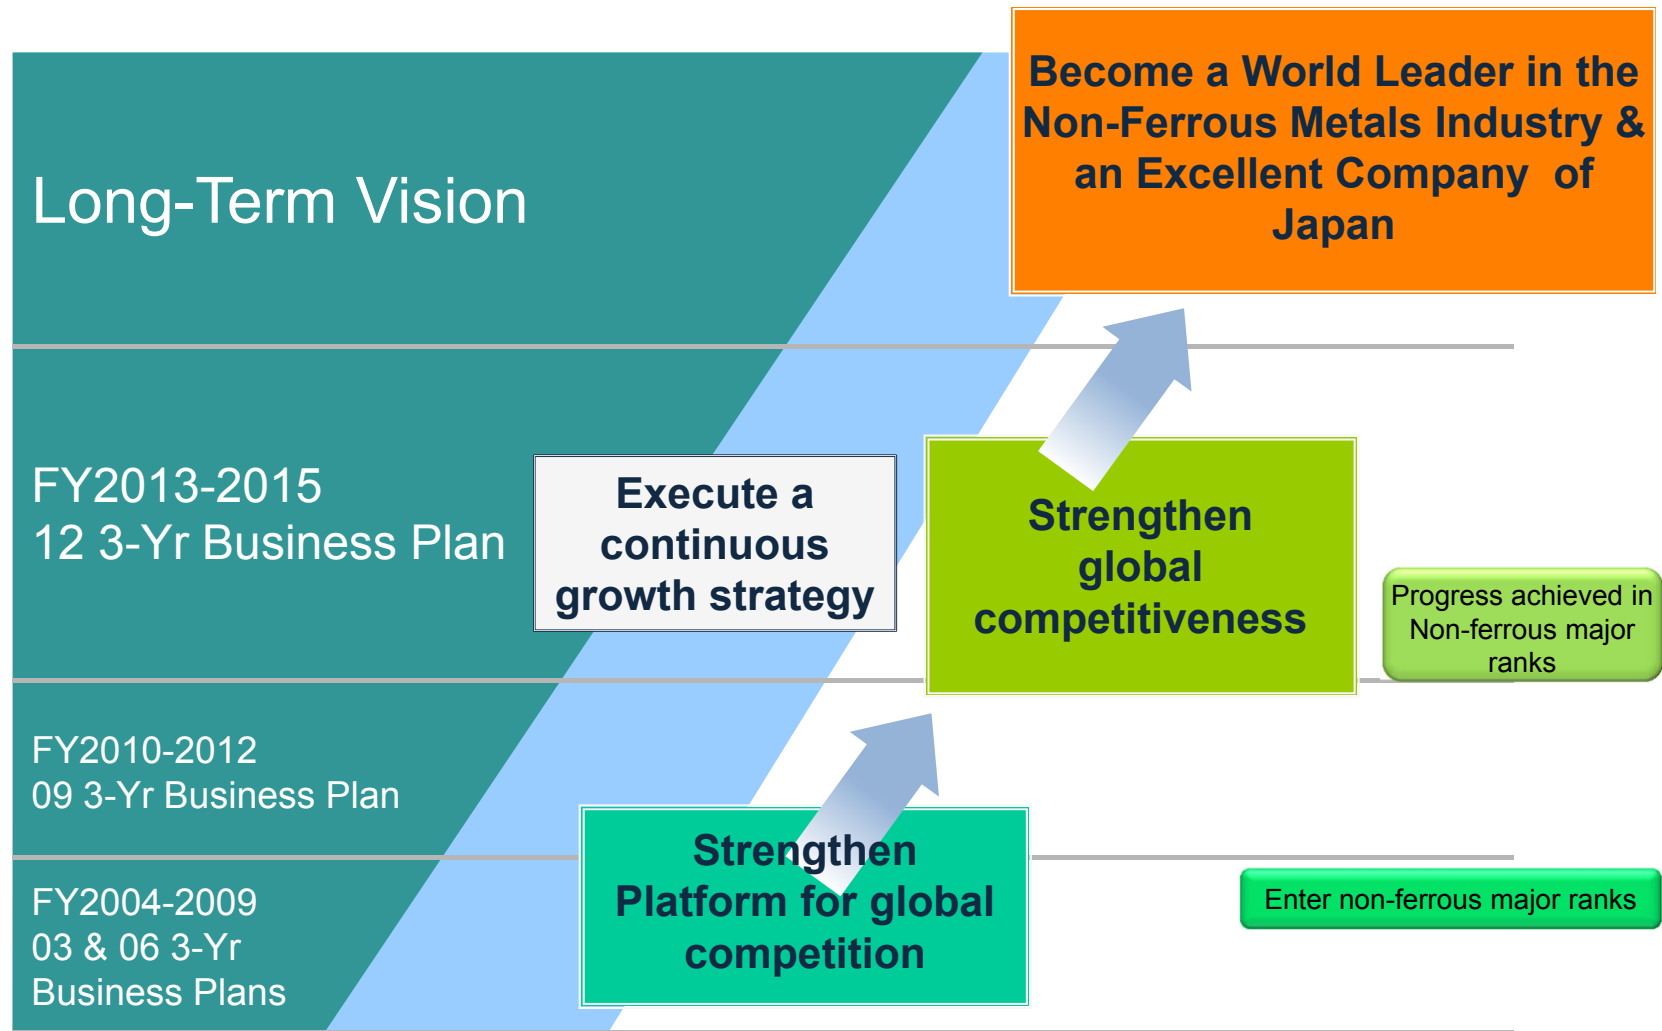 Become a World Leader in the
Non-Ferrous Metals Industry &
an Excellent Company of
Japan
Long-Term Vision
FY2013-2015
12 3-Yr Business Plan
Execute a
continuous
growth strategy
Strengthen
global
competitiveness
Progress achieved in
Non-ferrous major
ranks
FY2010-2012
09 3-Yr Business Plan
Strengthen
Platform for global
competition
FY2004-2009
03 & 06 3-Yr
Business Plans
Enter non-ferrous major ranks